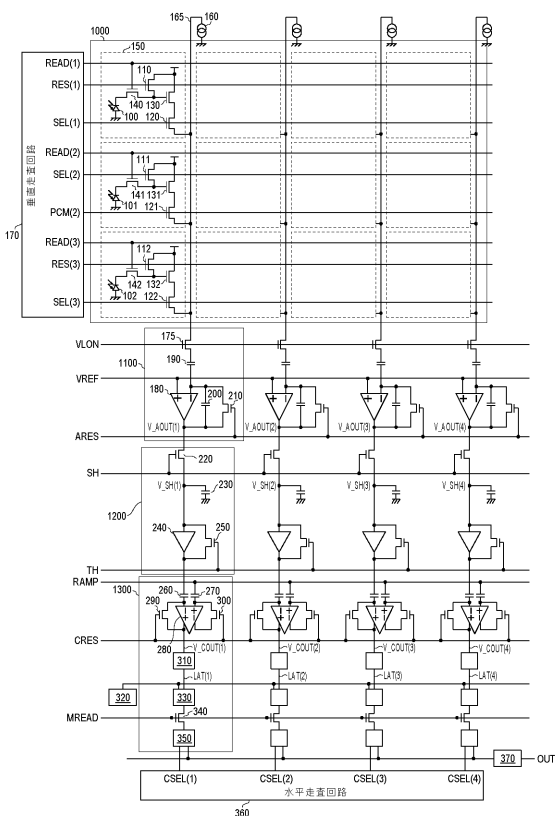 165
160
1000
150
READ(1)
110
RES(1)
130
140
100
120
SEL(1)
READ(2)
111
SEL(2)
131
141
101
121
PCM(2)
READ(3)
112
RES(3)
132
142
102
122
SEL(3)
垂直走査回路
170
175
VLON
190
1100
VREF
180
200
210
V_AOUT(1)
V_AOUT(2)
V_AOUT(3)
V_AOUT(4)
ARES
220
SH
V_SH(1)
V_SH(2)
V_SH(3)
V_SH(4)
230
1200
240
250
TH
RAMP
1300
260
270
290
300
280
CRES
V_COUT(1)
V_COUT(2)
V_COUT(3)
V_COUT(4)
310
LAT(1)
LAT(2)
LAT(3)
LAT(4)
320
330
340
MREAD
350
370
OUT
CSEL(1)
CSEL(2)
CSEL(3)
CSEL(4)
水平走査回路
360